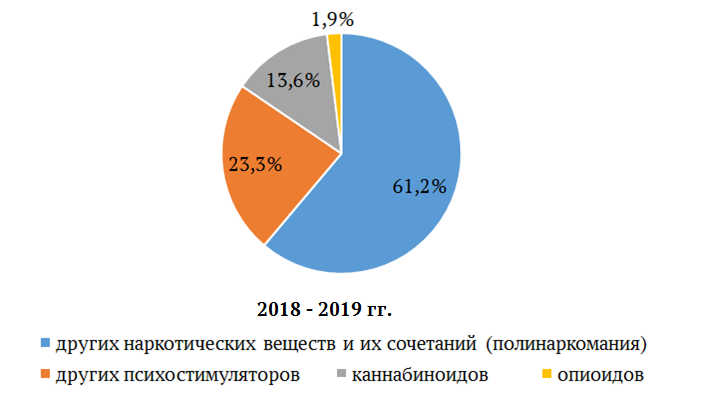 1,9%
13,6%
23,3%
61,2%
2018 - 2019 гг.
других наркотических веществ и их сочетаний (полинаркомания)
других психостимуляторов каннабиноидов опиоидов